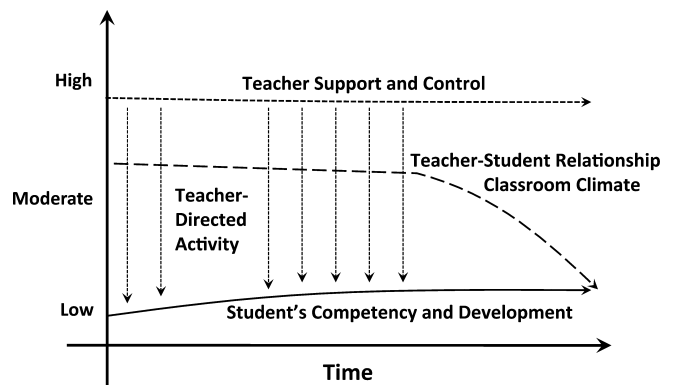 High
Teacher Support and Control
Teacher-Student Relationship
Classroom Climate
Moderate
Teacher-
Directed
Activity
Low
Student's Competency and Development
Time